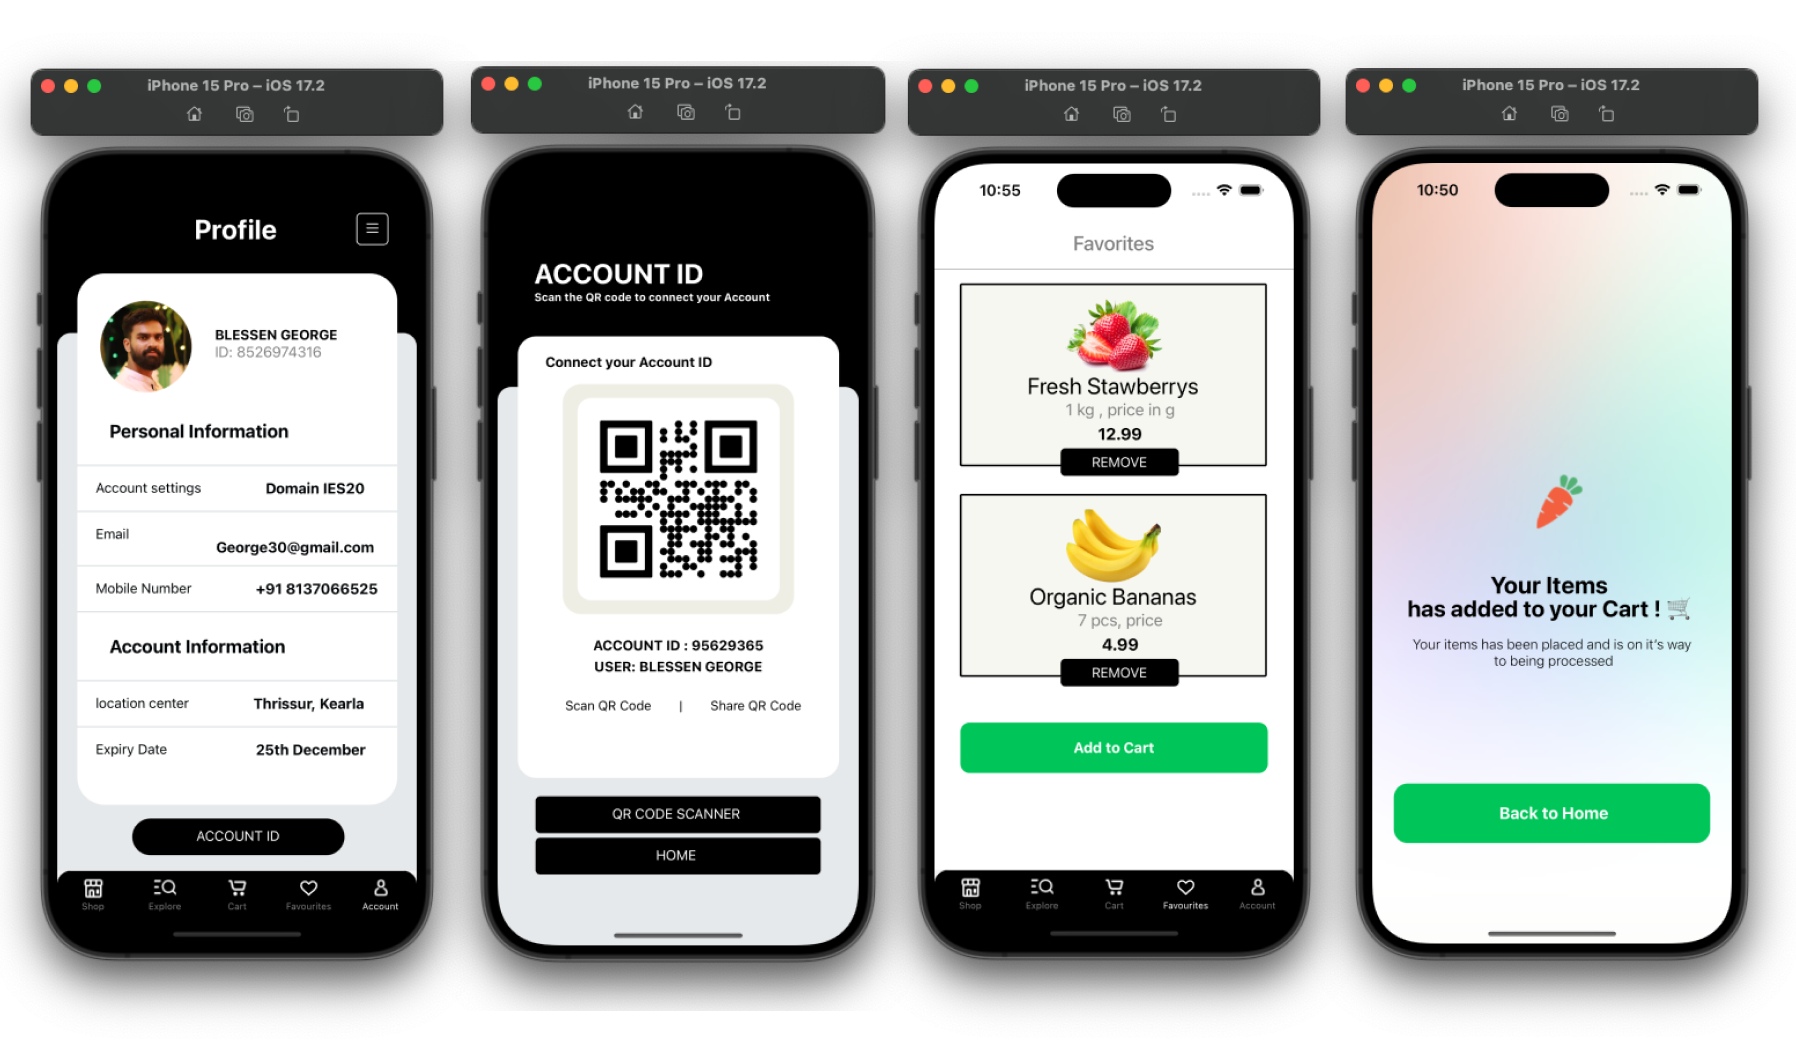 iPhone 15 Pro – iOS 17.2
Profile
BLESSEN GEORGE
ID: 8526974316
Personal Information
Account settings Domain IES20
Email
George30@gmail.com
Mobile Number +91 8137066525
Account Information
location center Thrissur, Kearla
Expiry Date 25th December
ACCOUNT ID
Shop Explore Cart Favourites Account
iPhone 15 Pro – iOS 17.2
ACCOUNT ID
Scan the QR code to connect your Account
Connect your Account ID
ACCOUNT ID : 95629365
USER: BLESSEN GEORGE
Scan QR Code | Share QR Code
QR CODE SCANNER
HOME
iPhone 15 Pro – iOS 17.2
10:55
Favorites
Fresh Stawberrys
1 kg , price in g
12.99
REMOVE
Organic Bananas
7 pcs, price
4.99
REMOVE
Add to Cart
Shop Explore Cart Favourites Account
iPhone 15 Pro – iOS 17.2
10:50
Your Items
has added to your Cart ! 🛒
Your items has been placed and is on it's way
to being processed
Back to Home